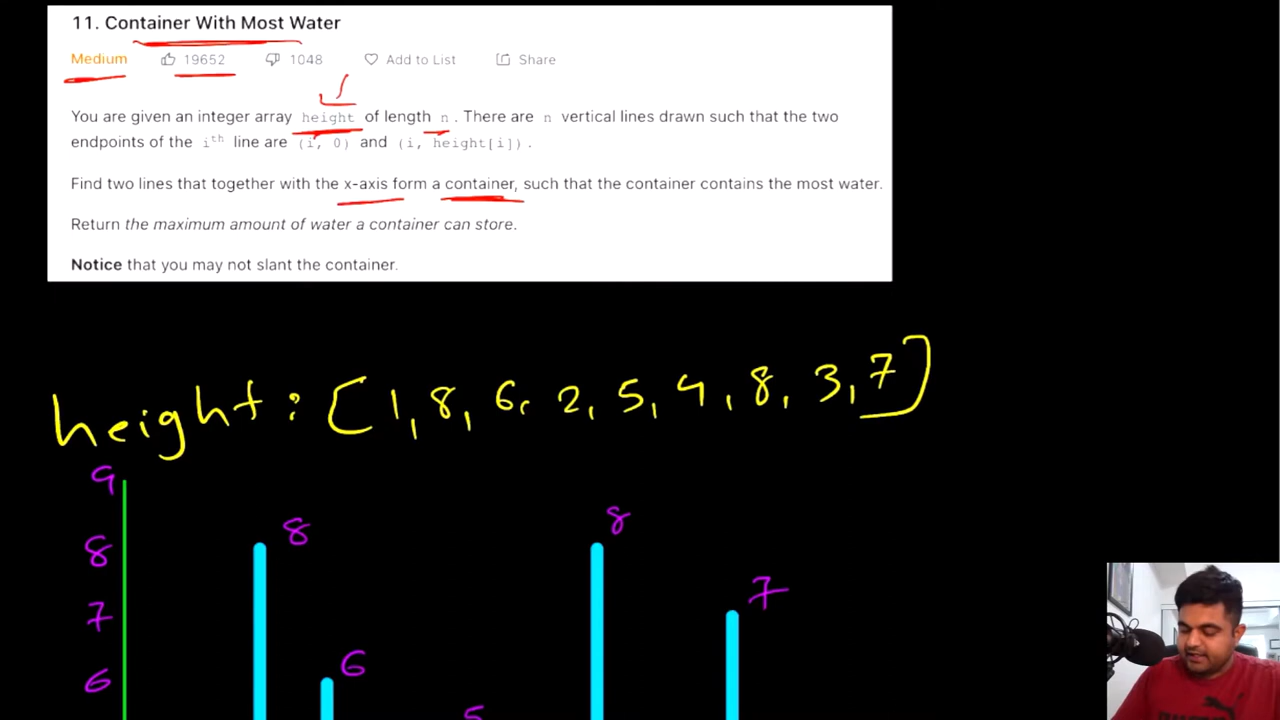 11. Container With Most Water
Medium 19652 1048 Add to List Share
You are given an integer array height of length n. There are n vertical lines drawn such that the two
endpoints of the ith line are (i, 0) and (i, height[i]).
Find two lines that together with the x-axis form a container, such that the container contains the most water.
Return the maximum amount of water a container can store.
Notice that you may not slant the container.
height: [1, 8, 6, 2, 5, 4, 8, 3, 7]
9
8 8 8
7 7
6 6
5